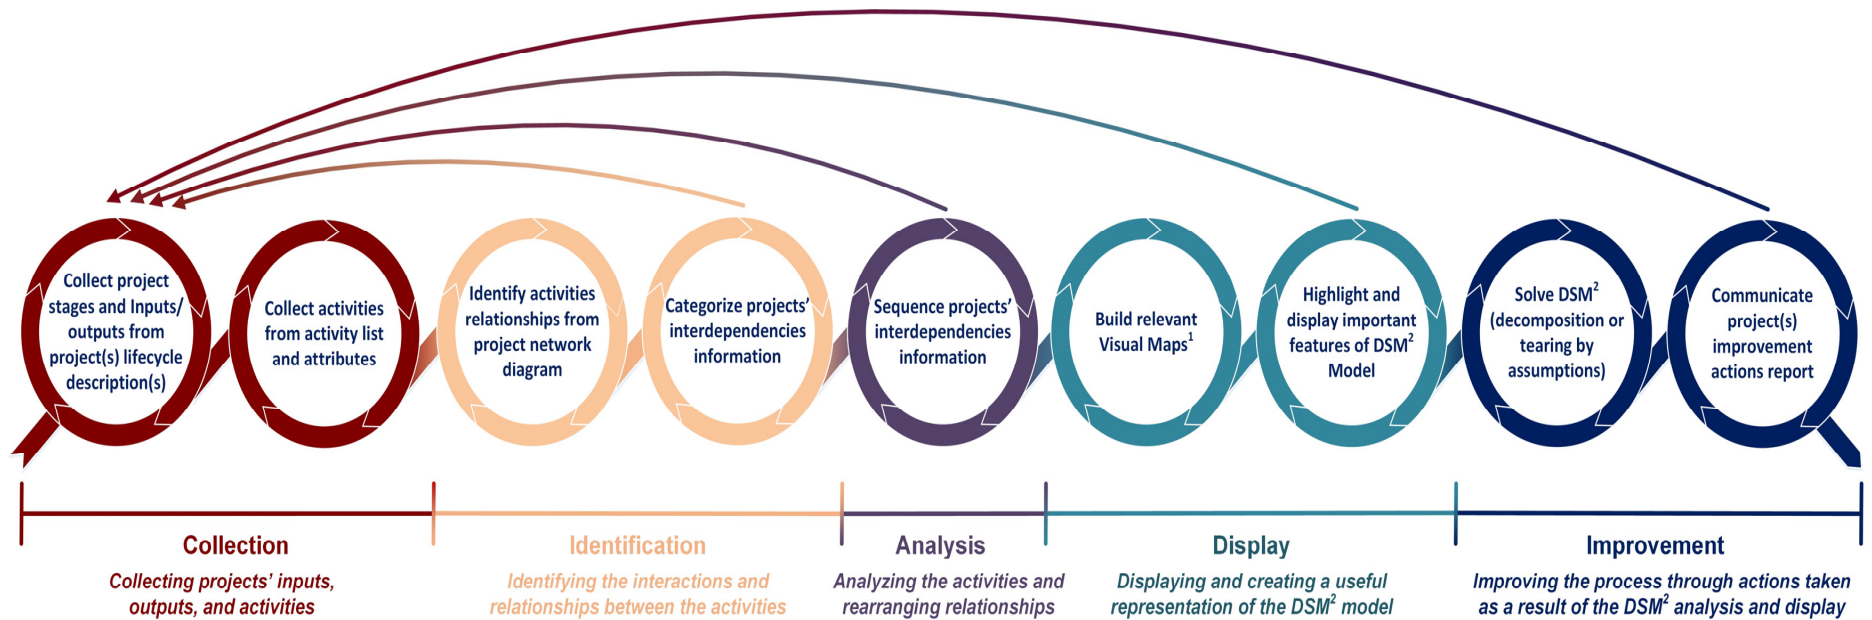 Collect project
stages and Inputs/
outputs from
project(s) lifecycle
description(s)
Collect activities
from activity list
and attributes
Identify activities
relationships from
project network
diagram
Categorize projects’
interdependencies
information
Sequence projects’
interdependencies
information
Build relevant
Visual Maps¹
Highlight and
display important
features of DSM²
Model
Solve DSM²
(decomposition or
tearing by
assumptions)
Communicate
project(s)
improvement
actions report
Collection
Collecting projects’ inputs,
outputs, and activities
Identification
Identifying the interactions and
relationships between the activities
Analysis
Analyzing the activities and
rearranging relationships
Display
Displaying and creating a useful
representation of the DSM² model
Improvement
Improving the process through actions taken
as a result of the DSM² analysis and display